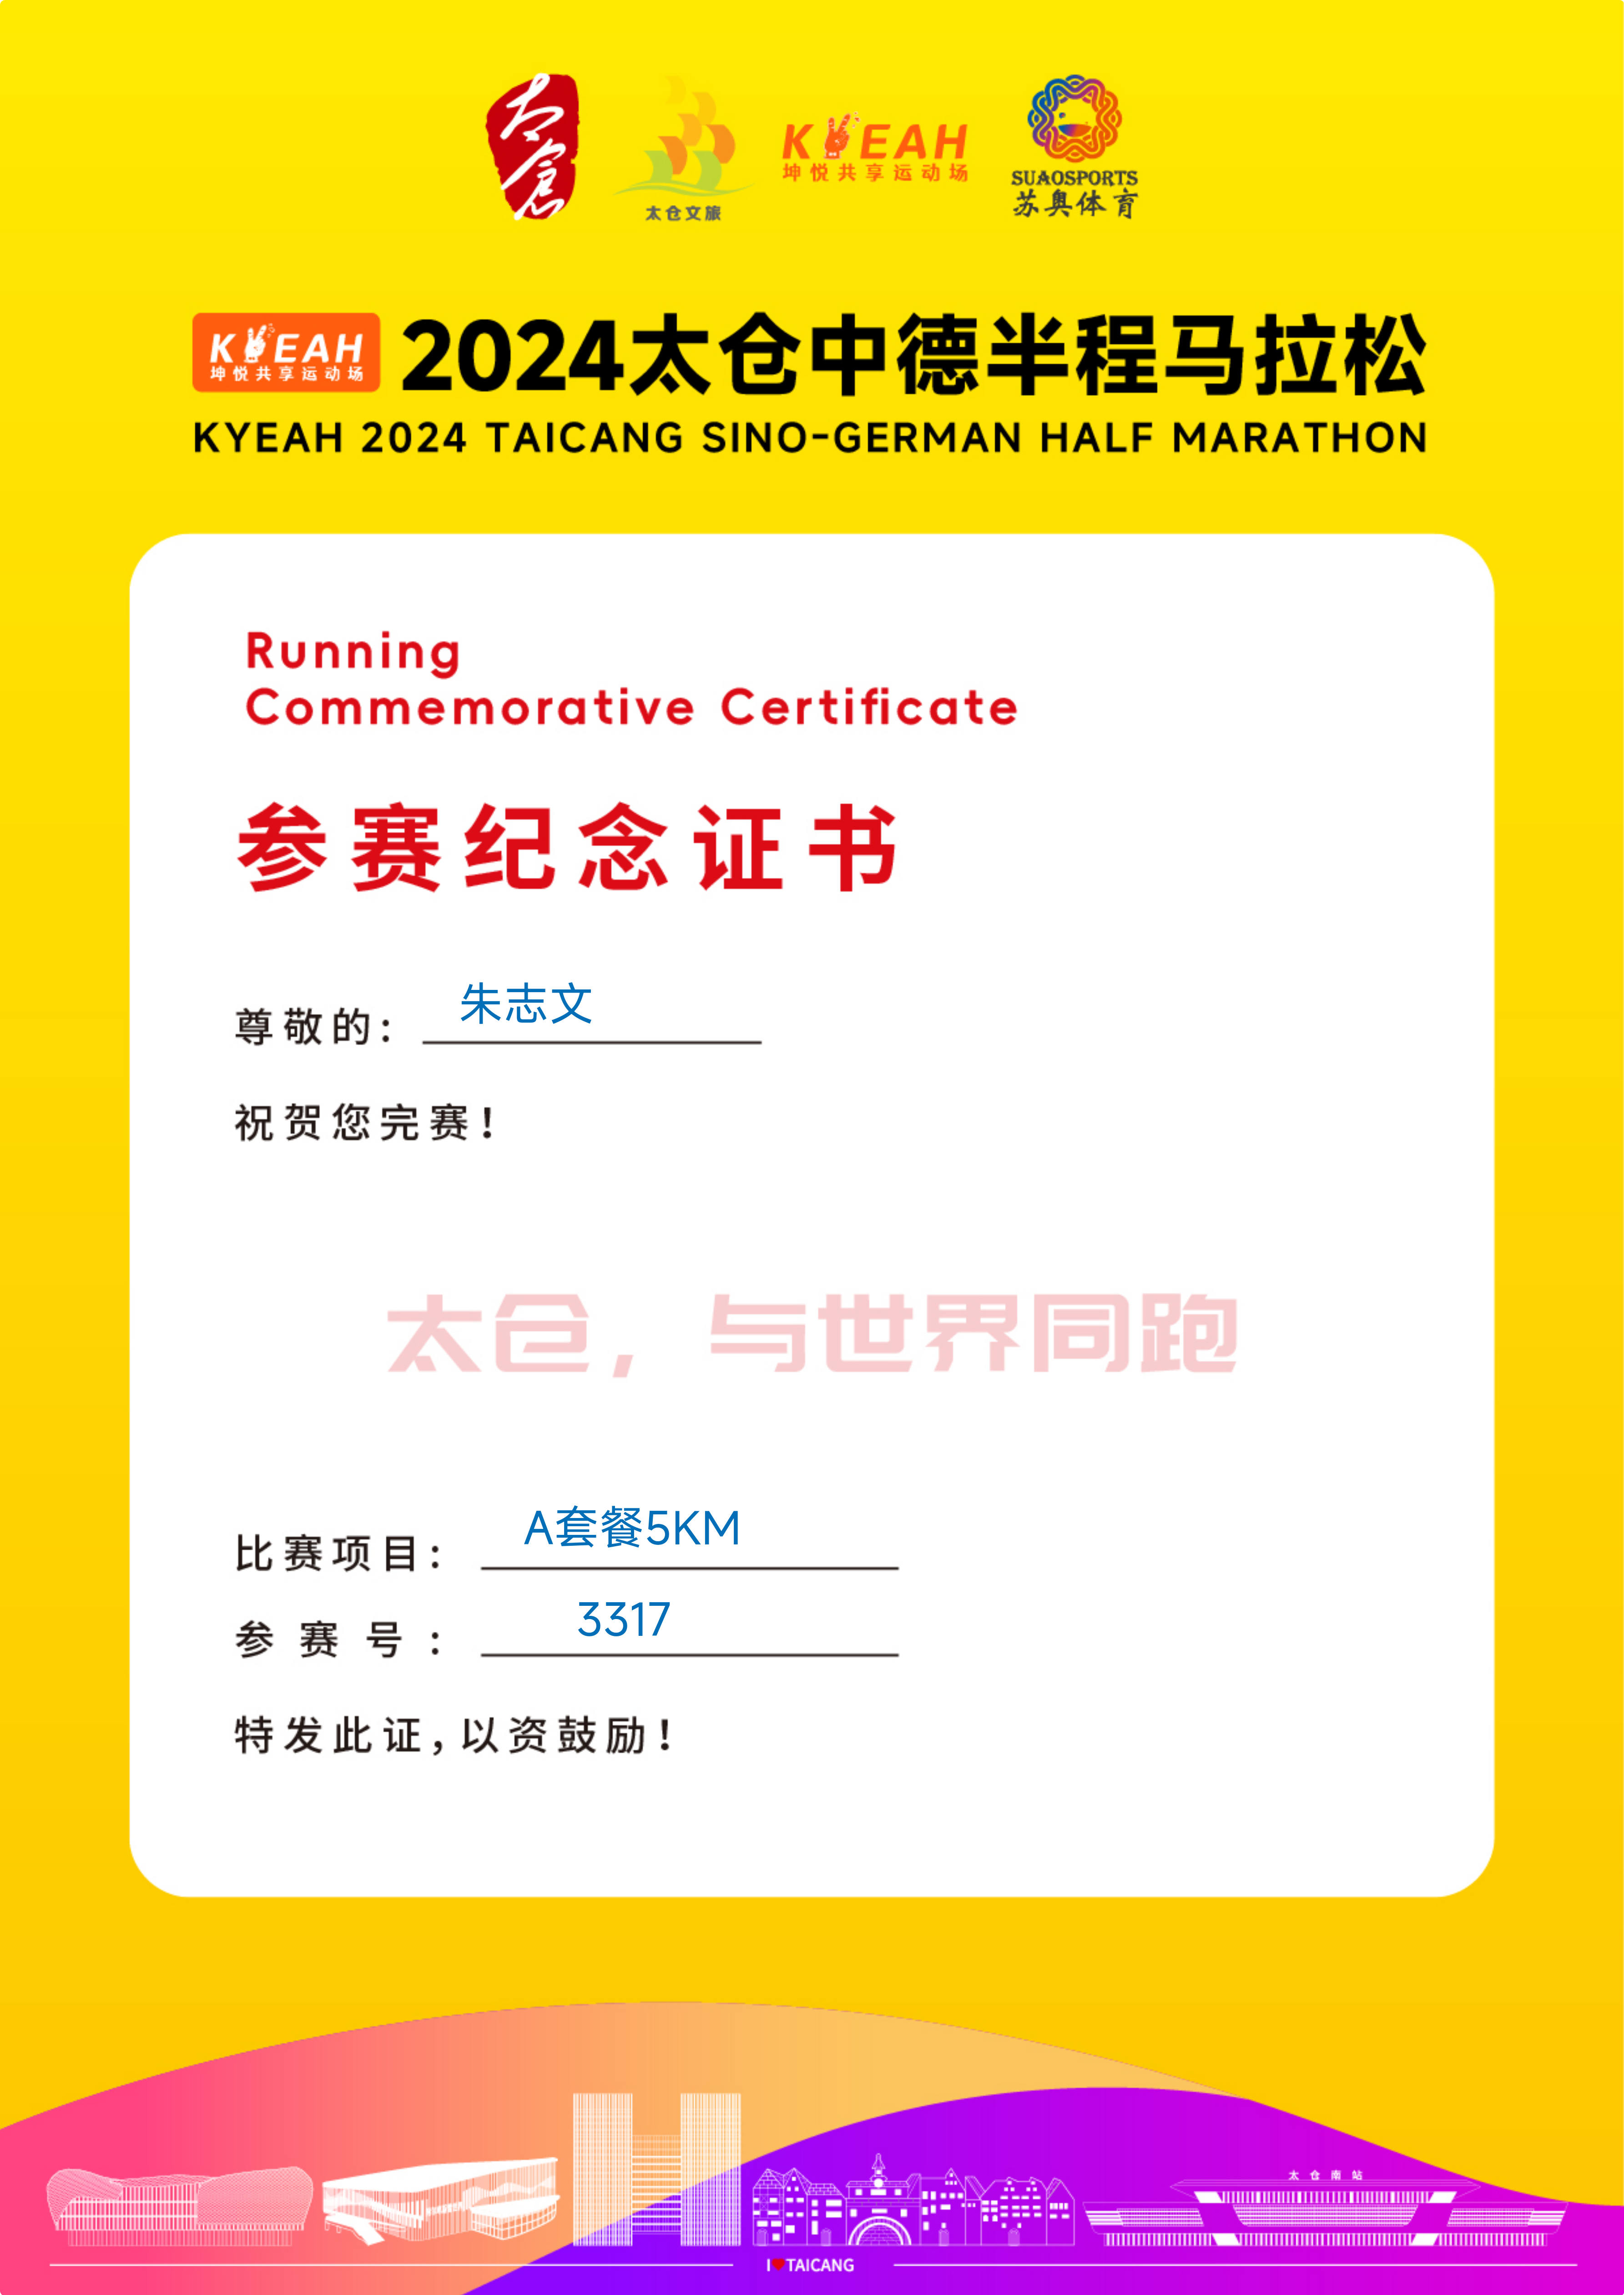 太倉
太仓文旅
KYEAH
坤悦共享运动场
SUAOSPORTS
苏奥体育
KYEAH
坤悦共享运动场
2024太仓中德半程马拉松
KYEAH 2024 TAICANG SINO-GERMAN HALF MARATHON
Running
Commemorative Certificate
参赛纪念证书
尊敬的: 朱志文
祝贺您完赛!
太仓，与世界同跑
比赛项目: A套餐5KM
参赛号: 3317
特发此证,以资鼓励!
太仓南站
I❤TAICANG